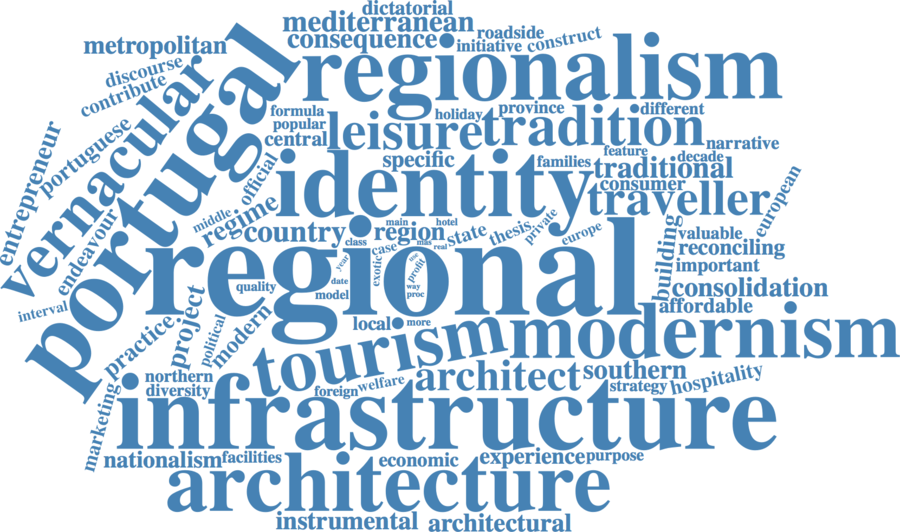 dictatorial
mediterranean
roadside
metropolitan
consequence
initiative
construct
regionalism
discourse
contribute
portugal
vernacular
formula
holiday
province
different
popular
leisure
tradition
central
narrative
portuguese
entrepreneur
official
specific
families
feature
decade
traditional
identity
consumer
traveller
european
middle
regime
country
main
region
hotel
state
thesis
private
europe
class
case
mas
real
endeavour
regional
building
valuable
reconciling
important
year
exotic
profit
date
way
proc
model
quality
consolidation
affordable
interval
practice
project
political
modern
local
more
tourism
modernism
architect
southern
northern
diversity
foreign
welfare
strategy
hospitality
marketing
infrastructure
nationalism
facilities
economic
experience
purpose
architecture
instrumental
architectural